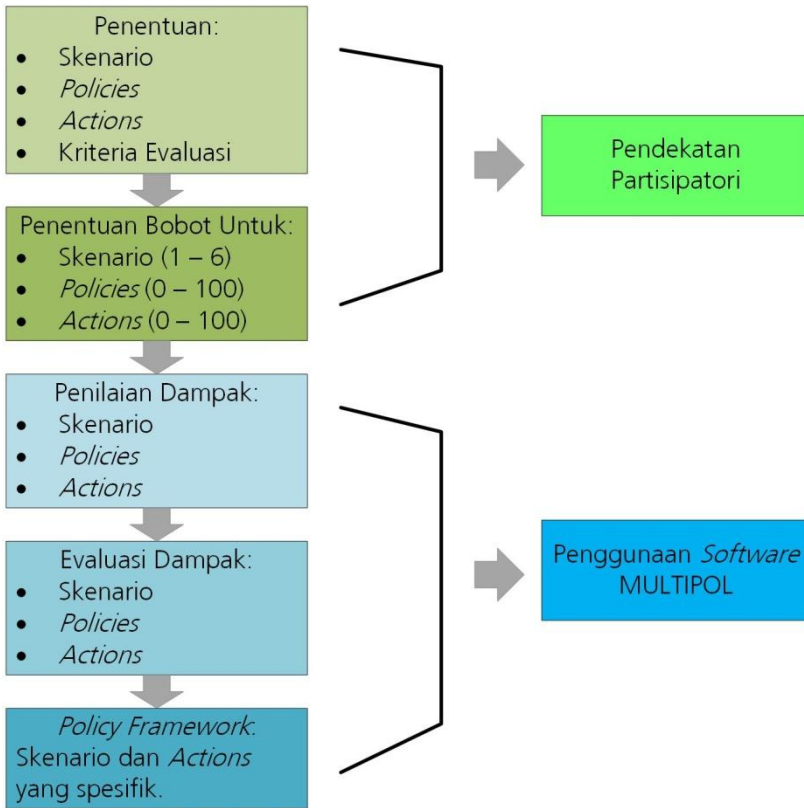 Penentuan:
• Skenario
• Policies
• Actions
• Kriteria Evaluasi
Pendekatan
Partisipatori
Penentuan Bobot Untuk:
• Skenario (1 – 6)
• Policies (0 – 100)
• Actions (0 – 100)
Penilaian Dampak:
• Skenario
• Policies
• Actions
Evaluasi Dampak:
• Skenario
• Policies
• Actions
Penggunaan Software
MULTIPOL
Policy Framework:
Skenario dan Actions
yang spesifik.